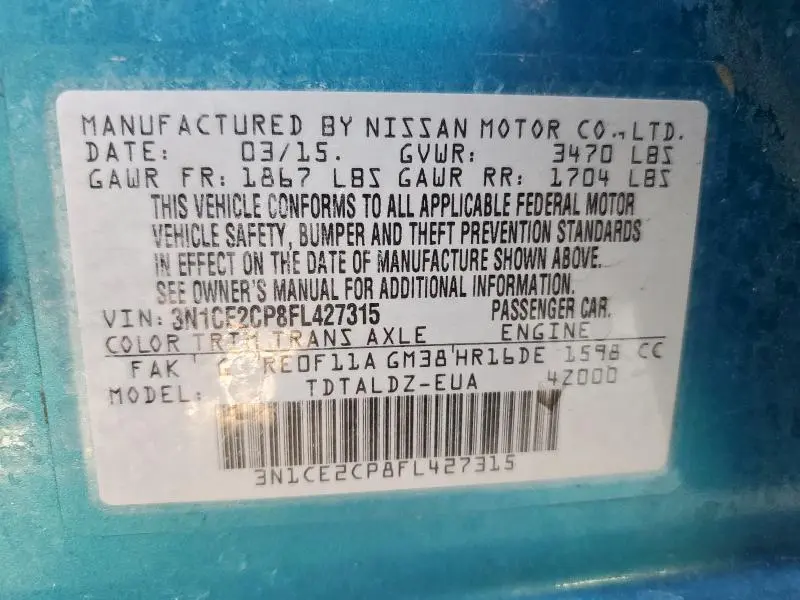 MANUFACTURED BY NISSAN MOTOR CO., LTD.
DATE: 03/15. GVWR: 3470 LBS
GAWR FR: 1867 LBS GAWR RR: 1704 LBS
THIS VEHICLE CONFORMS TO ALL APPLICABLE FEDERAL MOTOR
VEHICLE SAFETY, BUMPER AND THEFT PREVENTION STANDARDS
IN EFFECT ON THE DATE OF MANUFACTURE SHOWN ABOVE.
SEE OWNER'S MANUAL FOR ADDITIONAL INFORMATION.
VIN: 3N1CE2CP8FL427315 PASSENGER CAR.
COLOR TRIM TRANS AXLE ENGINE
FAK G RE0F11A GM38 HR16DE 1598 CC
MODEL: TDTALDZ-EUA 42000
3N1CE2CP8FL427315